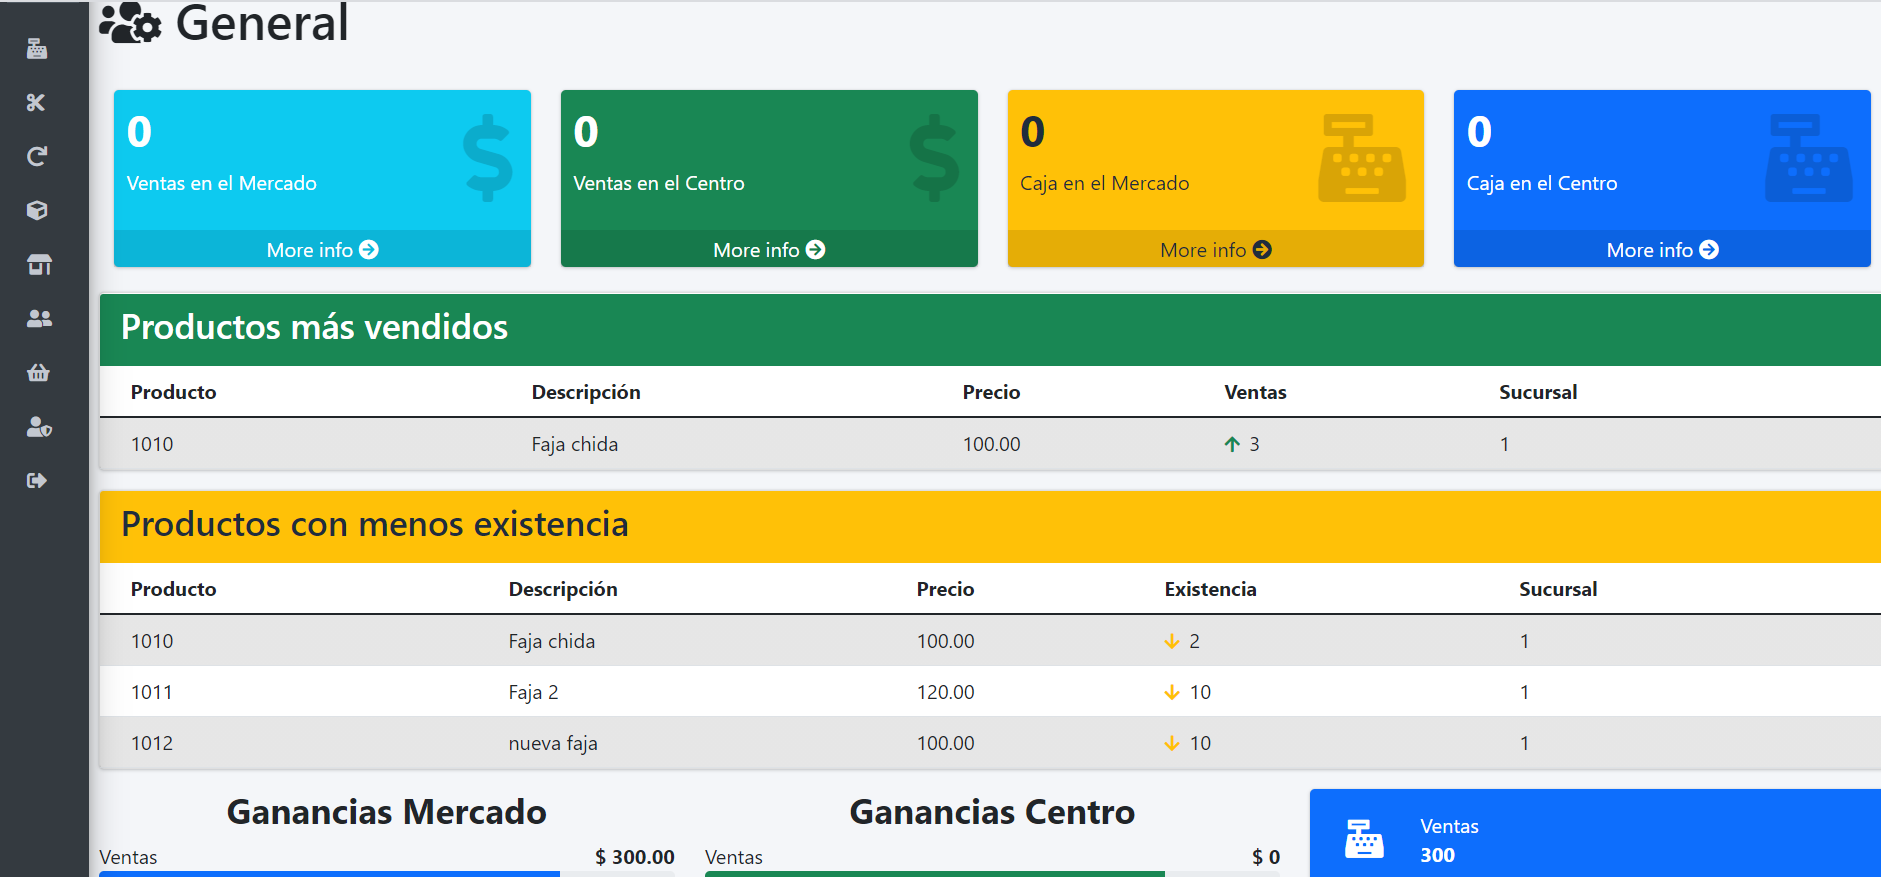 General
0
Ventas en el Mercado
More info
0
Ventas en el Centro
More info
0
Caja en el Mercado
More info
0
Caja en el Centro
More info
Productos más vendidos
Producto Descripción Precio Ventas Sucursal
1010 Faja chida 100.00 3 1
Productos con menos existencia
Producto Descripción Precio Existencia Sucursal
1010 Faja chida 100.00 2 1
1011 Faja 2 120.00 10 1
1012 nueva faja 100.00 10 1
Ganancias Mercado
Ventas $ 300.00
Ganancias Centro
Ventas $ 0
Ventas
300